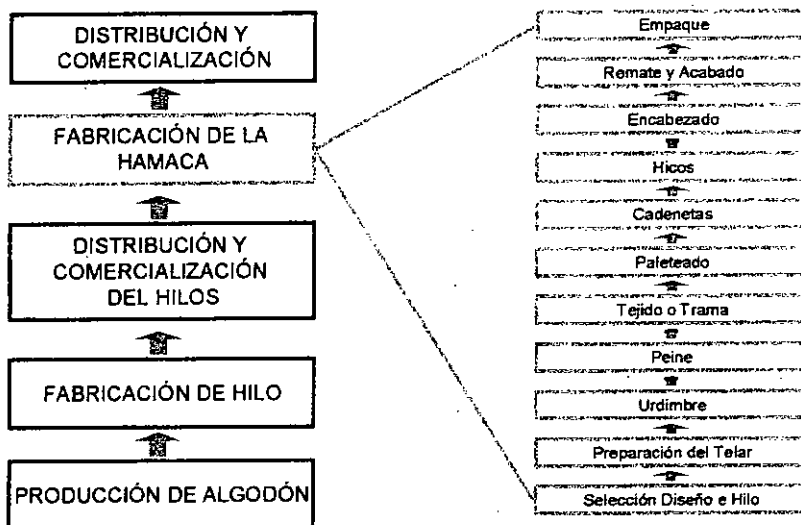 DISTRIBUCIÓN Y
COMERCIALIZACIÓN
FABRICACIÓN DE LA
HAMACA
DISTRIBUCIÓN Y
COMERCIALIZACIÓN
DEL HILOS
FABRICACIÓN DE HILO
PRODUCCIÓN DE ALGODÓN
Empaque
Remate y Acabado
Encabezado
Hicos
Cadenetas
Paleteado
Tejido o Trama
Peine
Urdimbre
Preparación del Telar
Selección Diseño e Hilo